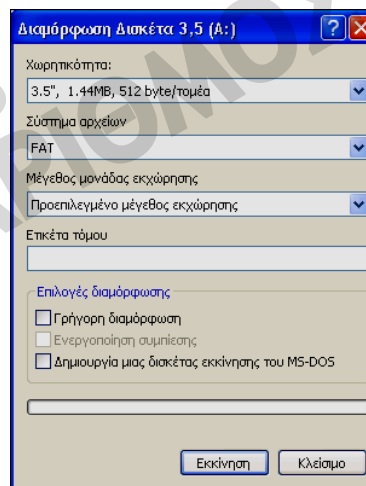 Διαμόρφωση Δισκέτα 3,5 (A:)
Χωρητικότητα:
3.5", 1.44MB, 512 byte/τομέα
Σύστημα αρχείων
FAT
Μέγεθος μονάδας εκχώρησης
Προεπιλεγμένο μέγεθος εκχώρησης
Ετικέτα τόμου
Επιλογές διαμόρφωσης
Γρήγορη διαμόρφωση
Ενεργοποίηση συμπίεσης
Δημιουργία μιας δισκέτας εκκίνησης του MS-DOS
Εκκίνηση Κλείσιμο